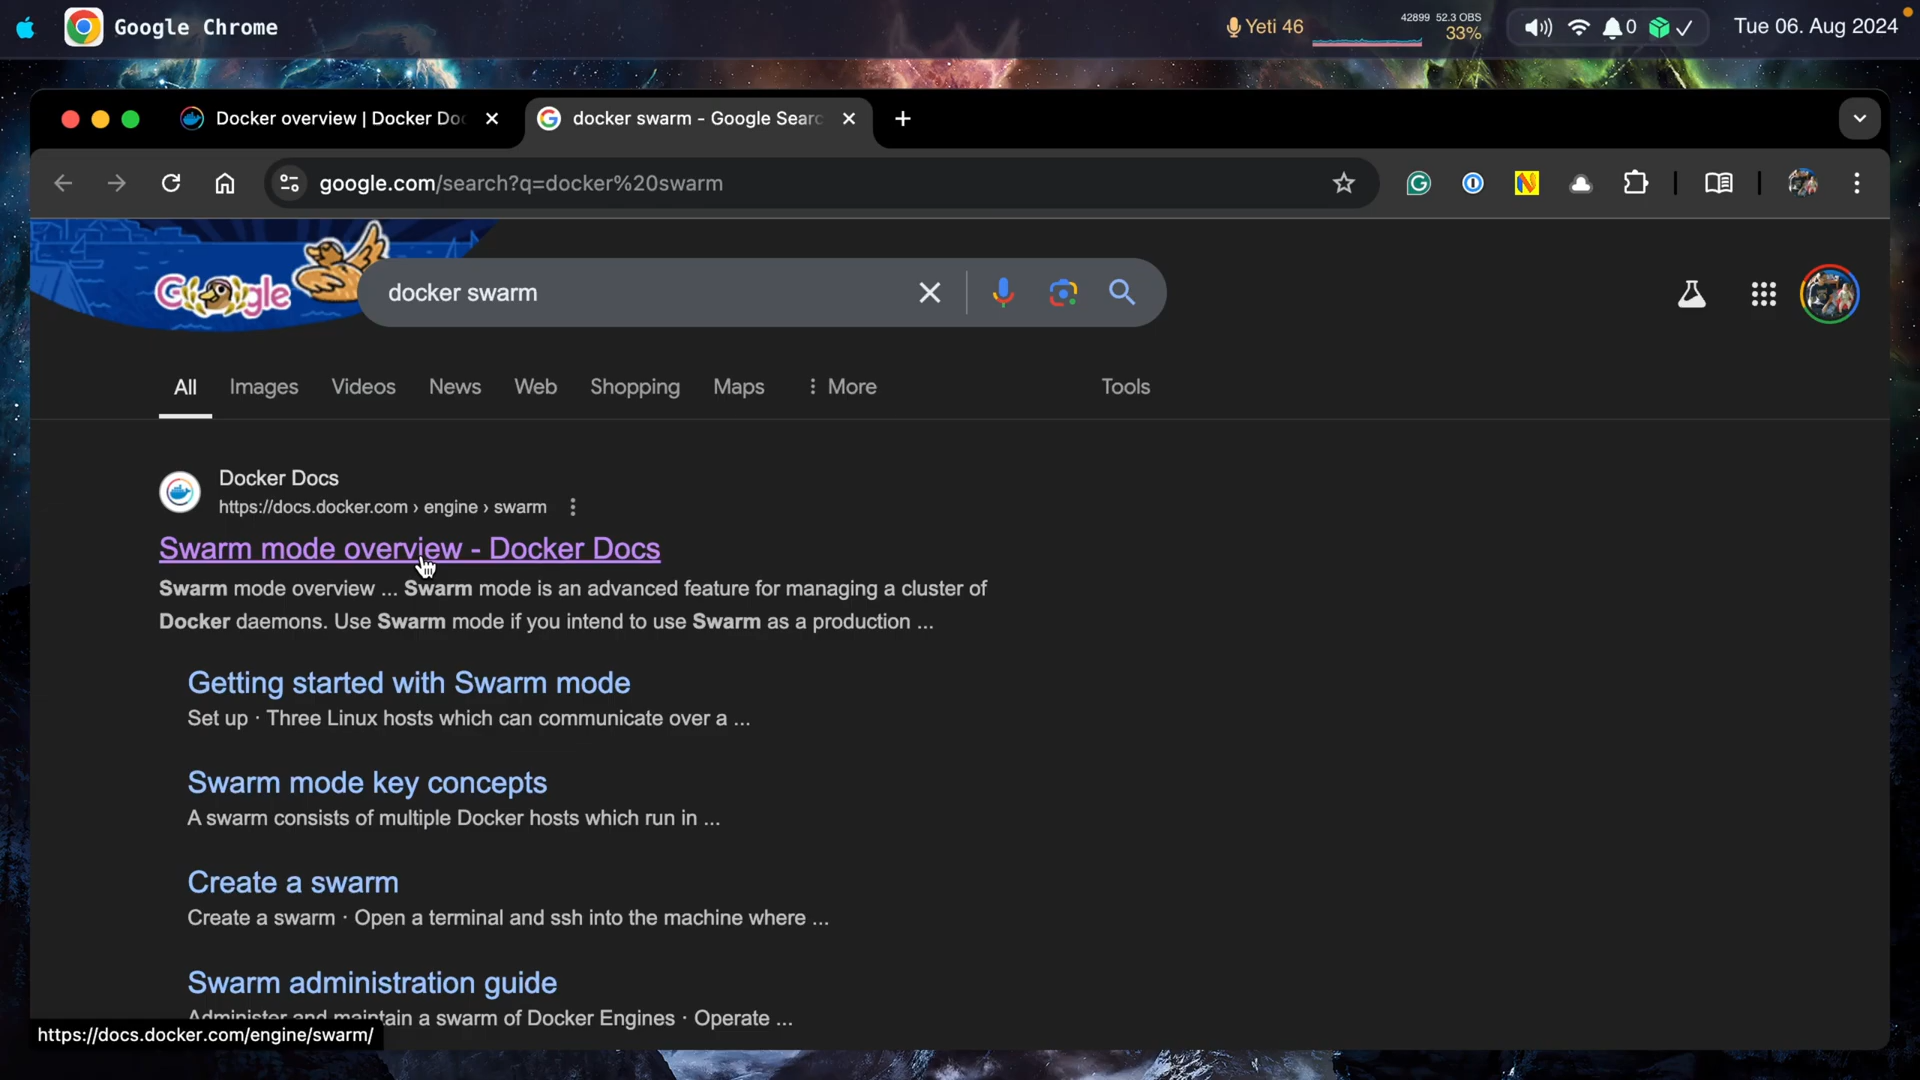 Google Chrome
Yeti 46
42899 52.3 OBS
33%
0
Tue 06. Aug 2024
Docker overview | Docker Do
docker swarm - Google Searc
google.com/search?q=docker%20swarm
Google
docker swarm
All Images Videos News Web Shopping Maps More Tools
Docker Docs
https://docs.docker.com › engine › swarm
Swarm mode overview - Docker Docs
Swarm mode overview ... Swarm mode is an advanced feature for managing a cluster of
Docker daemons. Use Swarm mode if you intend to use Swarm as a production ...
Getting started with Swarm mode
Set up · Three Linux hosts which can communicate over a ...
Swarm mode key concepts
A swarm consists of multiple Docker hosts which run in ...
Create a swarm
Create a swarm · Open a terminal and ssh into the machine where ...
Swarm administration guide
Administer and maintain a swarm of Docker Engines · Operate ...
https://docs.docker.com/engine/swarm/